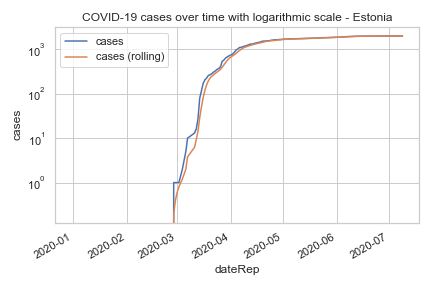 COVID-19 cases over time with logarithmic scale - Estonia
cases
cases (rolling)
10³
10²
10¹
10⁰
cases
2020-01
2020-02
2020-03
2020-04
2020-05
2020-06
2020-07
dateRep